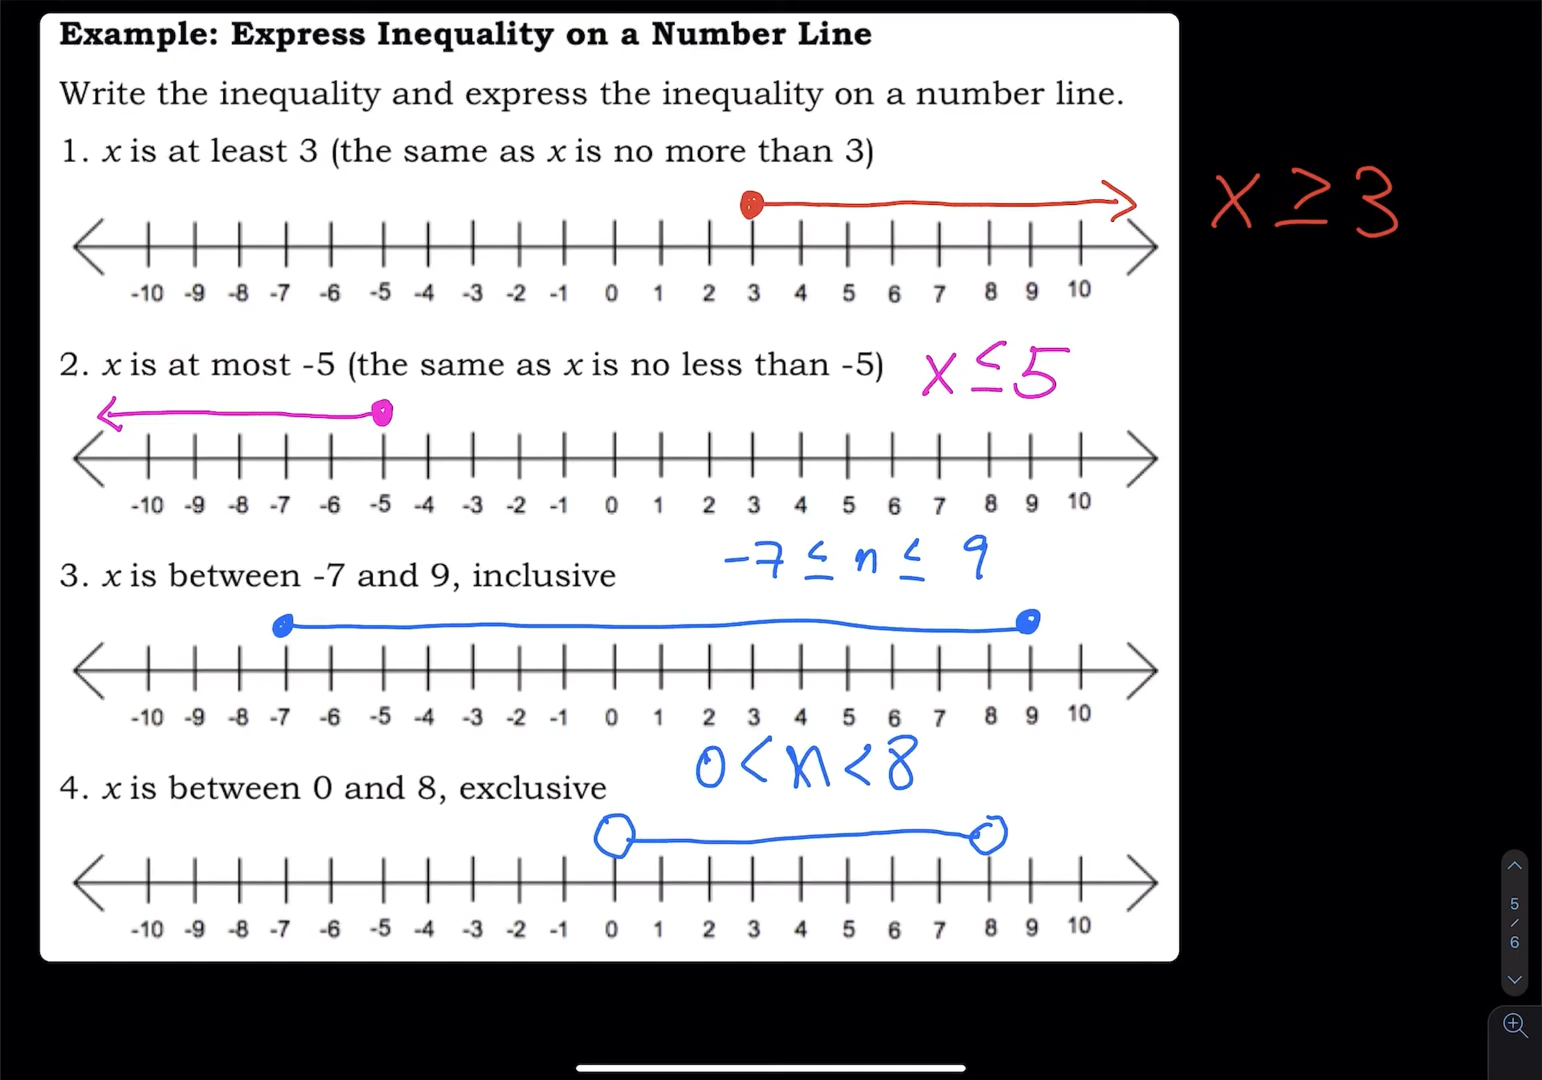 Example: Express Inequality on a Number Line
Write the inequality and express the inequality on a number line.
1. x is at least 3 (the same as x is no more than 3)
x ≥ 3
-10 -9 -8 -7 -6 -5 -4 -3 -2 -1 0 1 2 3 4 5 6 7 8 9 10
2. x is at most -5 (the same as x is no less than -5) x ≤ 5
-10 -9 -8 -7 -6 -5 -4 -3 -2 -1 0 1 2 3 4 5 6 7 8 9 10
-7 ≤ n ≤ 9
3. x is between -7 and 9, inclusive
-10 -9 -8 -7 -6 -5 -4 -3 -2 -1 0 1 2 3 4 5 6 7 8 9 10
0 < n < 8
4. x is between 0 and 8, exclusive
-10 -9 -8 -7 -6 -5 -4 -3 -2 -1 0 1 2 3 4 5 6 7 8 9 10
5
/
6